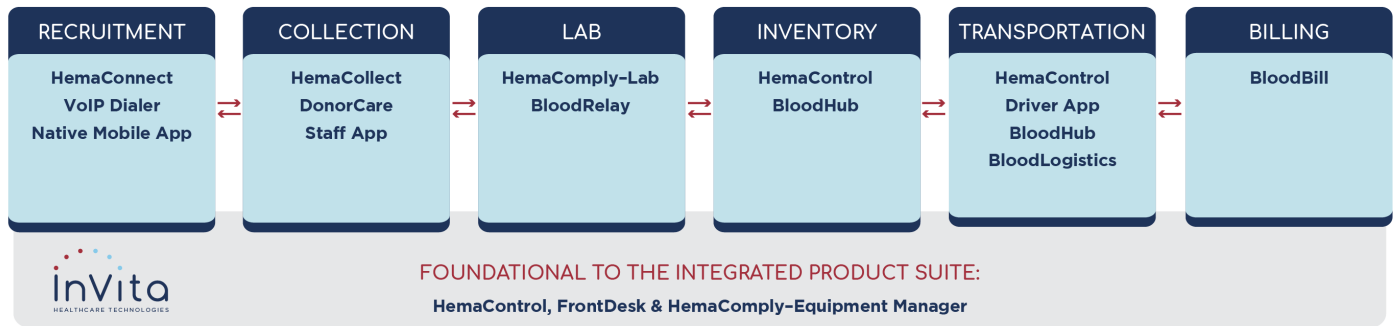 RECRUITMENT
HemaConnect
VoIP Dialer
Native Mobile App
COLLECTION
HemaCollect
DonorCare
Staff App
LAB
HemaComply–Lab
BloodRelay
INVENTORY
HemaControl
BloodHub
TRANSPORTATION
HemaControl
Driver App
BloodHub
BloodLogistics
BILLING
BloodBill
inVita
HEALTHCARE TECHNOLOGIES
FOUNDATIONAL TO THE INTEGRATED PRODUCT SUITE:
HemaControl, FrontDesk & HemaComply–Equipment Manager